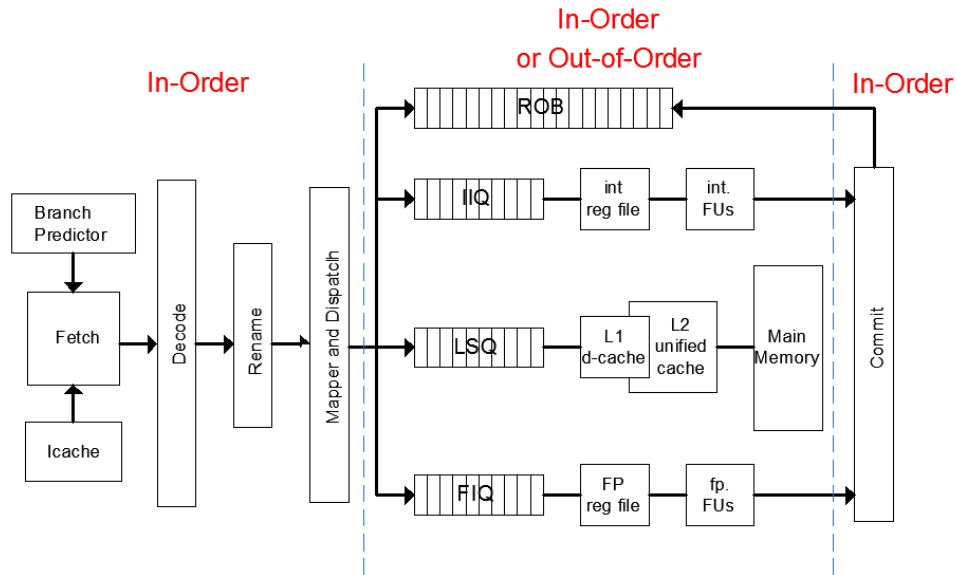 In-Order
or Out-of-Order
In-Order
In-Order
ROB
Branch
Predictor
Fetch
Icache
Decode
Rename
Mapper and Dispatclh
IIQ
int
reg file
int.
FUs
LSQ
L1
d-cache
L2
unified
cache
Main
Memory
FIQ
FP
reg file
fp.
FUs
Commit